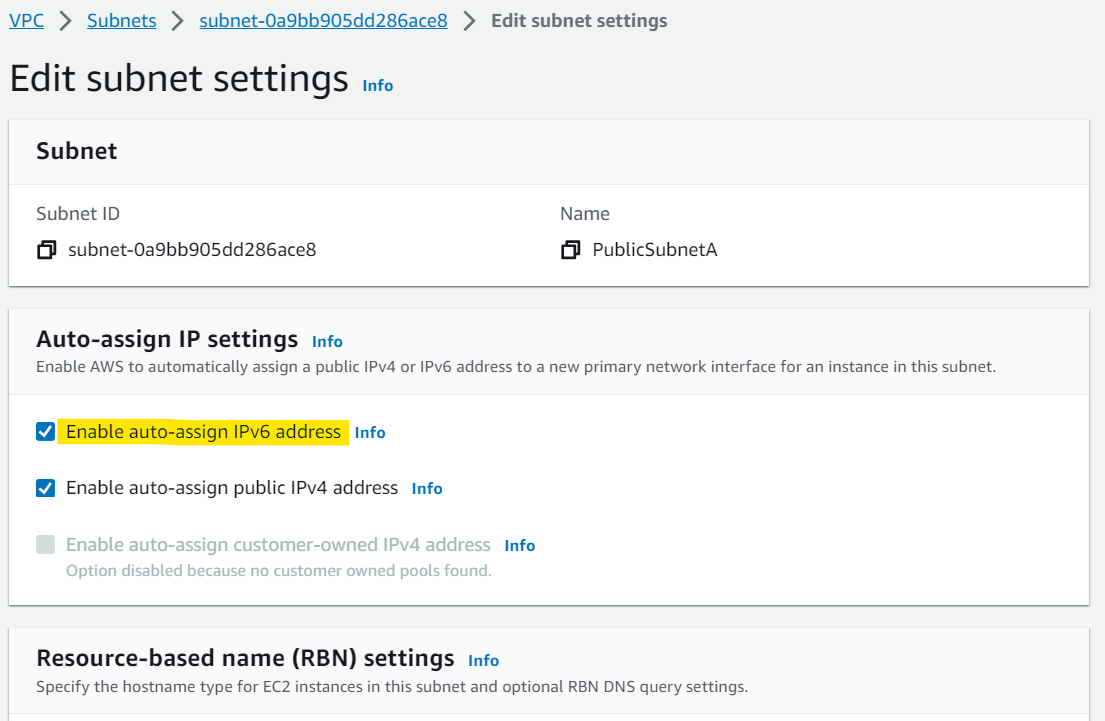 VPC > Subnets > subnet-0a9bb905dd286ace8 > Edit subnet settings
Edit subnet settings Info
Subnet
Subnet ID Name
subnet-0a9bb905dd286ace8 PublicSubnetA
Auto-assign IP settings Info
Enable AWS to automatically assign a public IPv4 or IPv6 address to a new primary network interface for an instance in this subnet.
Enable auto-assign IPv6 address Info
Enable auto-assign public IPv4 address Info
Enable auto-assign customer-owned IPv4 address Info
Option disabled because no customer owned pools found.
Resource-based name (RBN) settings Info
Specify the hostname type for EC2 instances in this subnet and optional RBN DNS query settings.